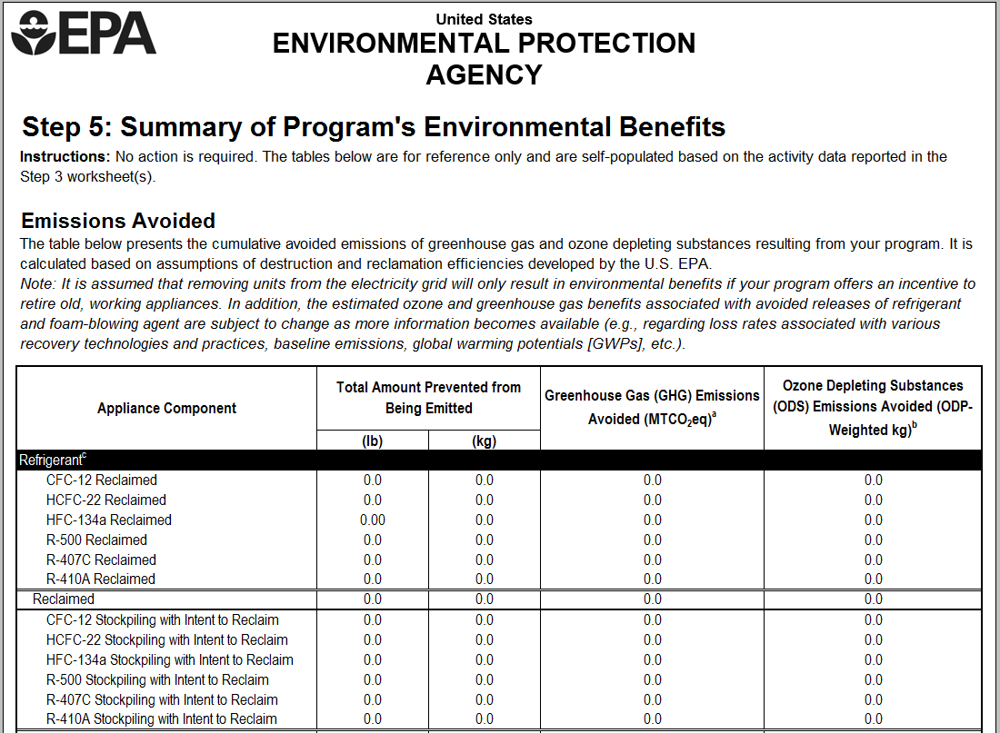 EPA
United States
ENVIRONMENTAL PROTECTION
AGENCY
Step 5: Summary of Program's Environmental Benefits
Instructions: No action is required. The tables below are for reference only and are self-populated based on the activity data reported in the
Step 3 worksheet(s).
Emissions Avoided
The table below presents the cumulative avoided emissions of greenhouse gas and ozone depleting substances resulting from your program. It is
calculated based on assumptions of destruction and reclamation efficiencies developed by the U.S. EPA.
Note: It is assumed that removing units from the electricity grid will only result in environmental benefits if your program offers an incentive to
retire old, working appliances. In addition, the estimated ozone and greenhouse gas benefits associated with avoided releases of refrigerant
and foam-blowing agent are subject to change as more information becomes available (e.g., regarding loss rates associated with various
recovery technologies and practices, baseline emissions, global warming potentials [GWPs], etc.).
Appliance Component
Total Amount Prevented from
Being Emitted
(lb) (kg)
Greenhouse Gas (GHG) Emissions
Avoided (MTCO₂eq)ᵃ
Ozone Depleting Substances
(ODS) Emissions Avoided (ODP-
Weighted kg)ᵇ
Refrigerantᶜ
CFC-12 Reclaimed 0.0 0.0 0.0 0.0
HCFC-22 Reclaimed 0.0 0.0 0.0 0.0
HFC-134a Reclaimed 0.00 0.0 0.0 0.0
R-500 Reclaimed 0.0 0.0 0.0 0.0
R-407C Reclaimed 0.0 0.0 0.0 0.0
R-410A Reclaimed 0.0 0.0 0.0 0.0
Reclaimed 0.0 0.0 0.0 0.0
CFC-12 Stockpiling with Intent to Reclaim 0.0 0.0 0.0 0.0
HCFC-22 Stockpiling with Intent to Reclaim 0.0 0.0 0.0 0.0
HFC-134a Stockpiling with Intent to Reclaim 0.0 0.0 0.0 0.0
R-500 Stockpiling with Intent to Reclaim 0.0 0.0 0.0 0.0
R-407C Stockpiling with Intent to Reclaim 0.0 0.0 0.0 0.0
R-410A Stockpiling with Intent to Reclaim 0.0 0.0 0.0 0.0